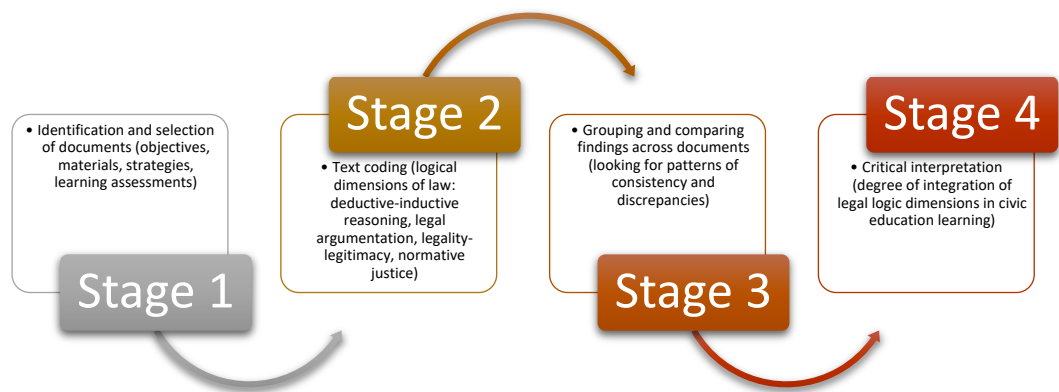 • Identification and selection
of documents (objectives,
materials, strategies,
learning assessments)
Stage 1
Stage 2
• Text coding (logical
dimensions of law:
deductive-inductive
reasoning, legal
argumentation, legality-
legitimacy, normative
justice)
• Grouping and comparing
findings across documents
(looking for patterns of
consistency and
discrepancies)
Stage 3
Stage 4
• Critical interpretation
(degree of integration of
legal logic dimensions in civic
education learning)